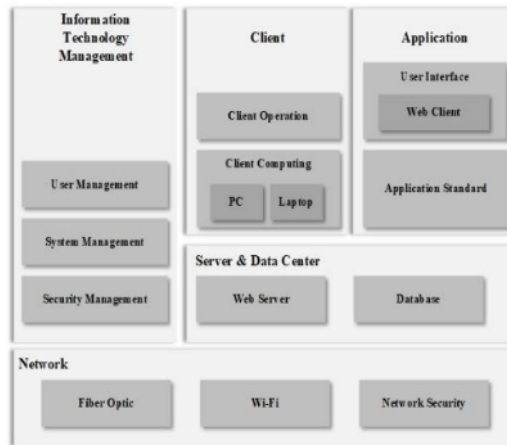 Information
Technology
Management
User Management
System Management
Security Management
Client
Client Operation
Client Computing
PC
Laptop
Application
User Interface
Web Client
Application Standard
Server & Data Center
Web Server
Database
Network
Fiber Optic
Wi-Fi
Network Security